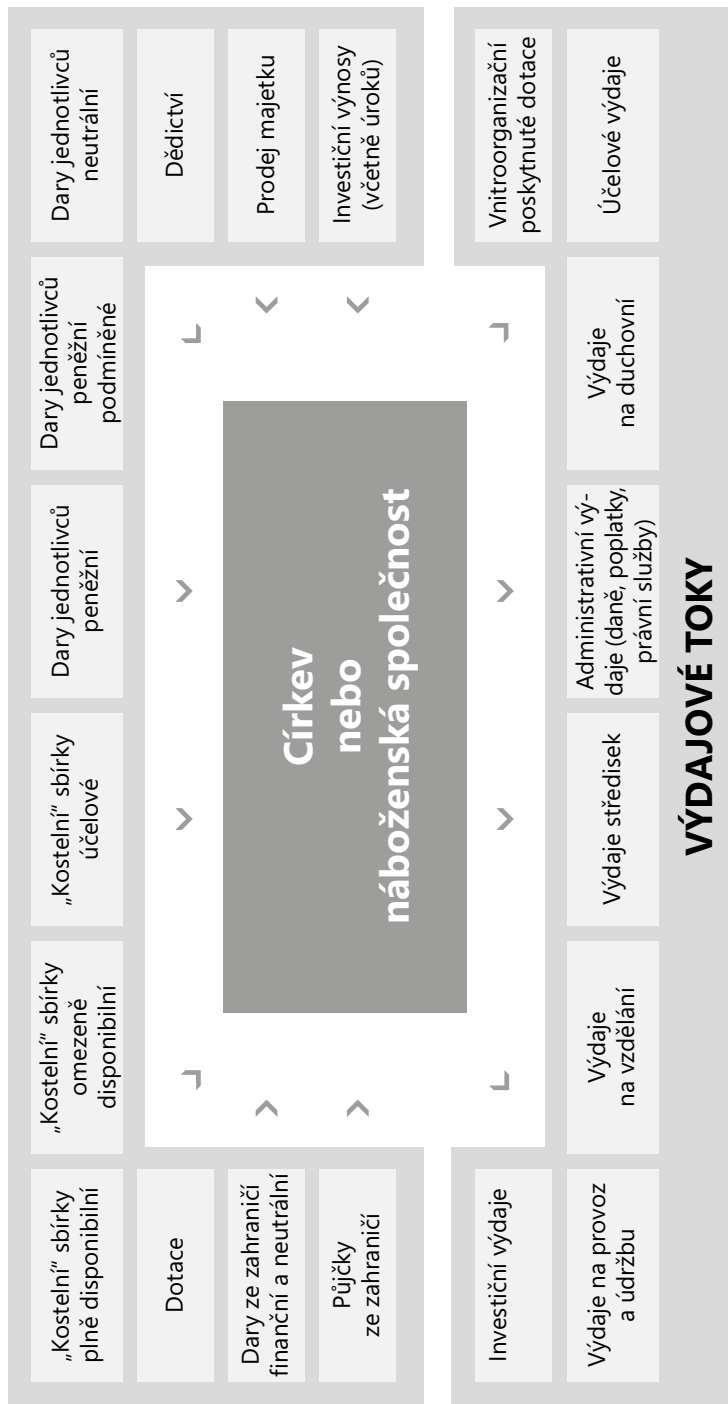 „Kostelní“ sbírky
plně disponibilní
„Kostelní“ sbírky
omezeně
disponibilní
„Kostelní“ sbírky
účelové
Dary jednotlivců
peněžní
Dary jednotlivců
peněžní
podmíněné
Dary jednotlivců
neutrální
Dotace
Dědictví
Dary ze zahraničí
finanční a neutrální
Prodej majetku
Půjčky
ze zahraničí
Investiční výnosy
(včetně úroků)
Církev
nebo
náboženská společnost
Investiční výdaje
Vnitroorganizační
poskytnuté dotace
Výdaje na provoz
a údržbu
Výdaje
na vzdělání
Výdaje středisek
Administrativní vý-
daje (daně, poplatky,
právní služby)
Výdaje
na duchovní
Účelové výdaje
VÝDAJOVÉ TOKY